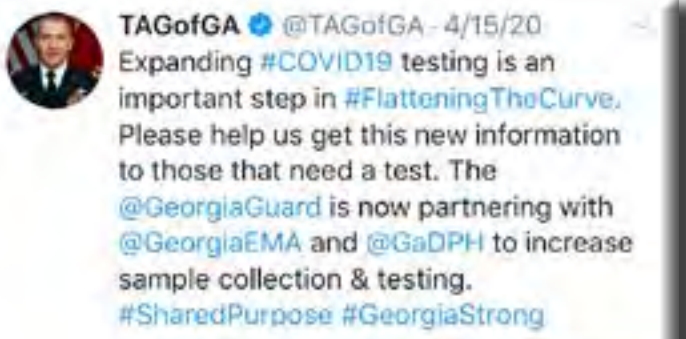 TAGofGA @TAGofGA - 4/15/20
Expanding #COVID19 testing is an
important step in #FlatteningTheCurve.
Please help us get this new information
to those that need a test. The
@GeorgiaGuard is now partnering with
@GeorgiaEMA and @GaDPH to increase
sample collection & testing.
#SharedPurpose #GeorgiaStrong